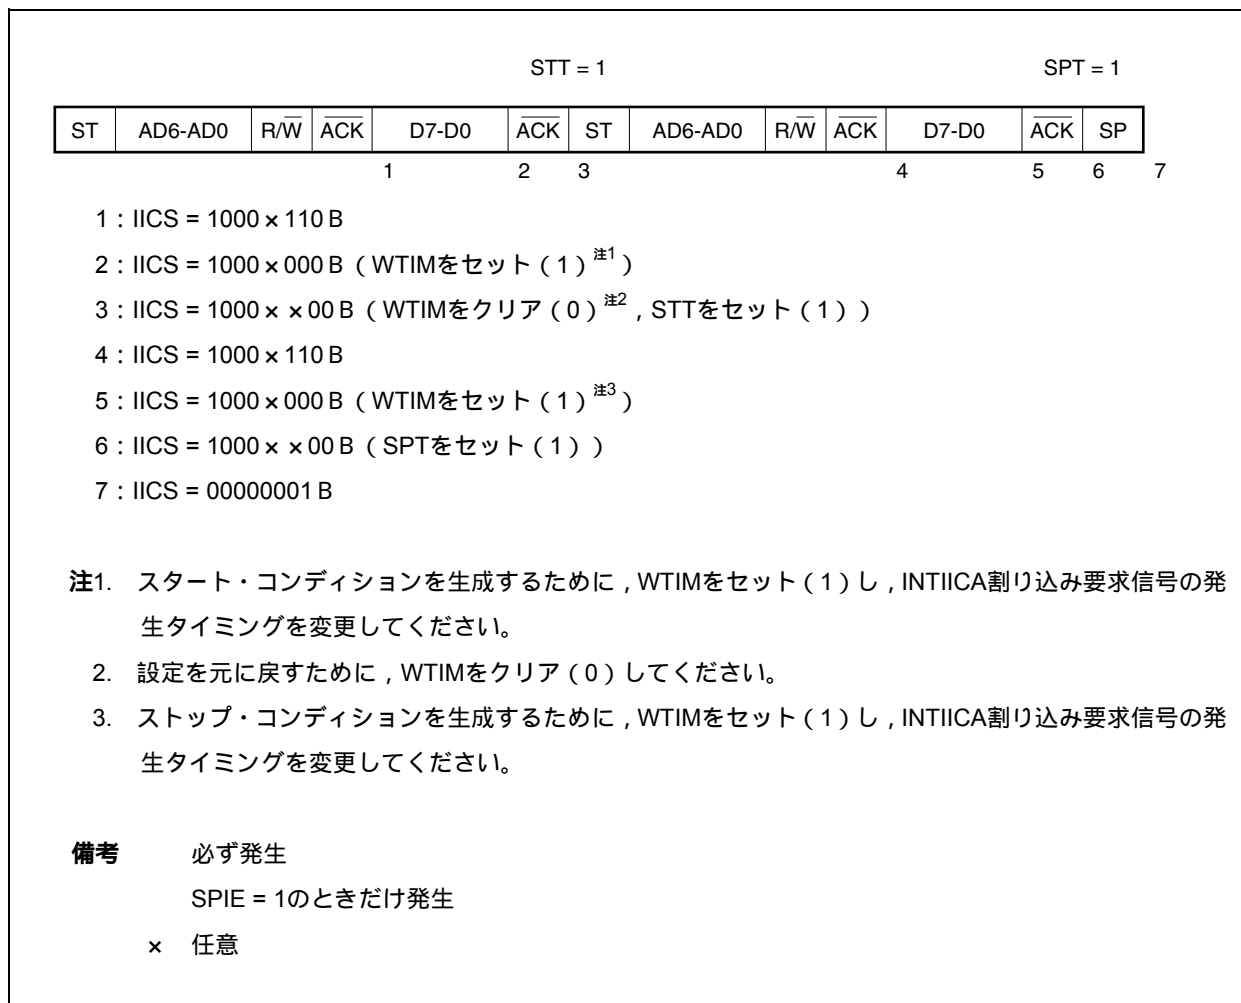 STT = 1 SPT = 1
ST AD6-AD0 R/W̅ A̅C̅K̅ D7-D0 A̅C̅K̅ ST AD6-AD0 R/W̅ A̅C̅K̅ D7-D0 A̅C̅K̅ SP
1 2 3 4 5 6 7
1：IICS = 1000×110 B
2：IICS = 1000×000 B（WTIMをセット（1）注1）
3：IICS = 1000××00 B（WTIMをクリア（0）注2，STTをセット（1））
4：IICS = 1000×110 B
5：IICS = 1000×000 B（WTIMをセット（1）注3）
6：IICS = 1000××00 B（SPTをセット（1））
7：IICS = 00000001 B
注1. スタート・コンディションを生成するために，WTIMをセット（1）し，INTIICA割り込み要求信号の発
生タイミングを変更してください。
2. 設定を元に戻すために，WTIMをクリア（0）してください。
3. ストップ・コンディションを生成するために，WTIMをセット（1）し，INTIICA割り込み要求信号の発
生タイミングを変更してください。
備考 必ず発生
SPIE = 1のときだけ発生
× 任意